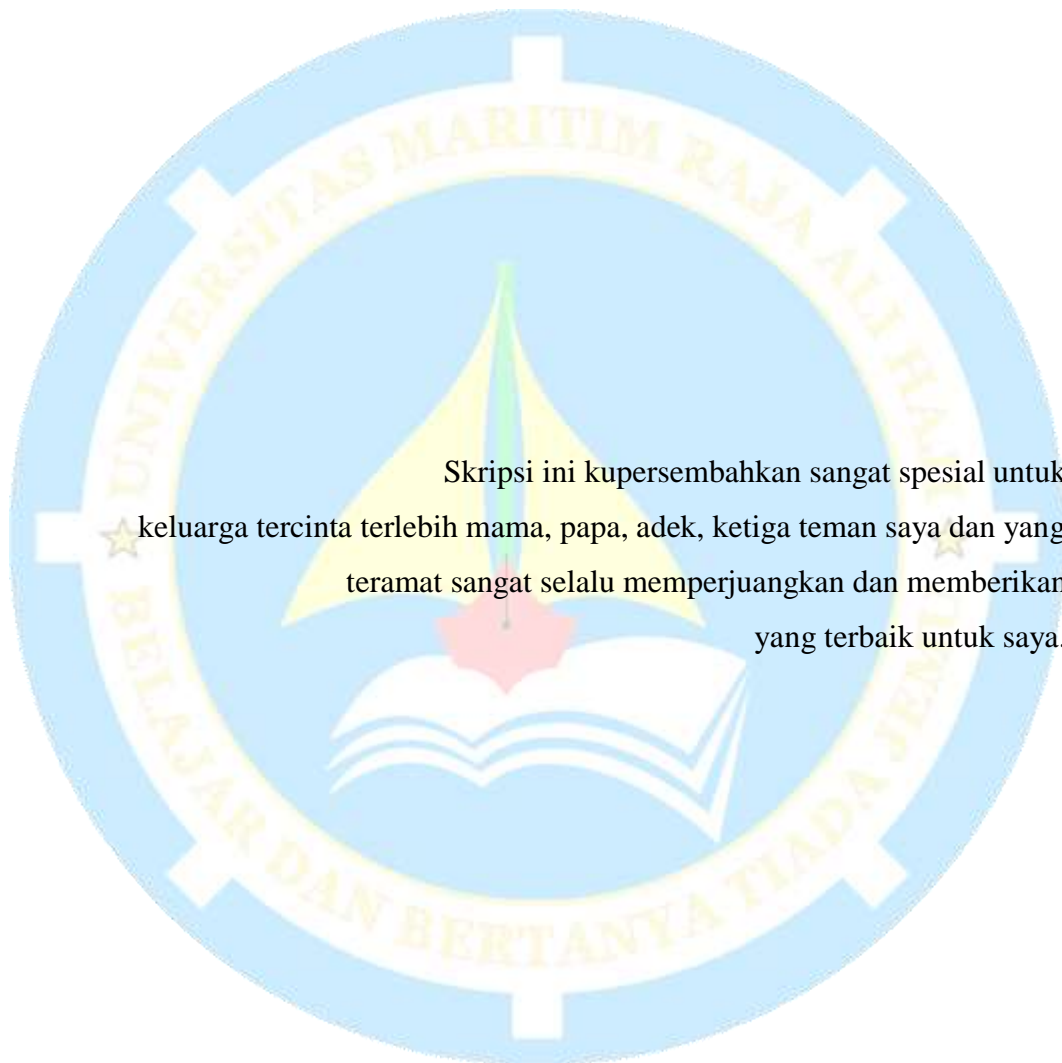 UNIVERSITAS MARITIM RAJA ALI HAJI
Skripsi ini kupersembahkan sangat spesial untuk
keluarga tercinta terlebih mama, papa, adek, ketiga teman saya dan yang
teramat sangat selalu memperjuangkan dan memberikan
yang terbaik untuk saya.
BELAJAR DAN BERTANYA TIADA JEMU